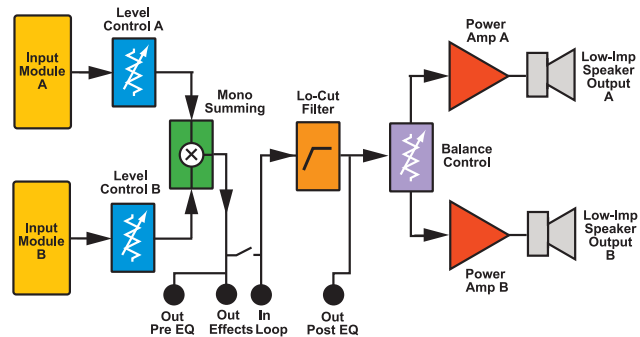 Level
Control A
Input
Module
A
Mono
Summing
Lo-Cut
Filter
Power
Amp A
Low-Imp
Speaker
Output
A
Level
Control B
Input
Module
B
Balance
Control
Power
Amp B
Low-Imp
Speaker
Output
B
Out
Pre EQ
Out
Effects
In
Loop
Out
Post EQ